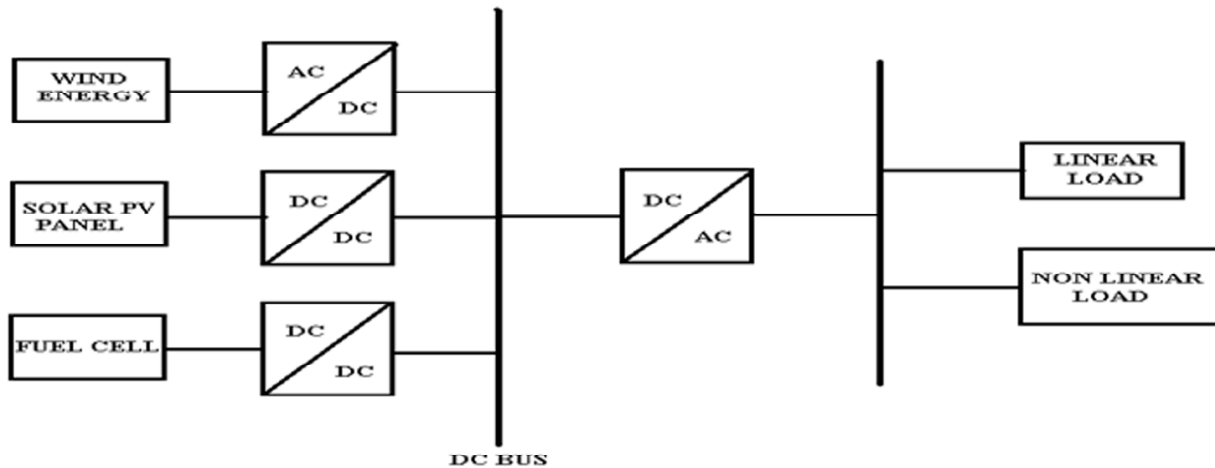 WIND
ENERGY
AC
DC
SOLAR PV
PANEL
DC
DC
FUEL CELL
DC
DC
DC BUS
DC
AC
LINEAR
LOAD
NON LINEAR
LOAD